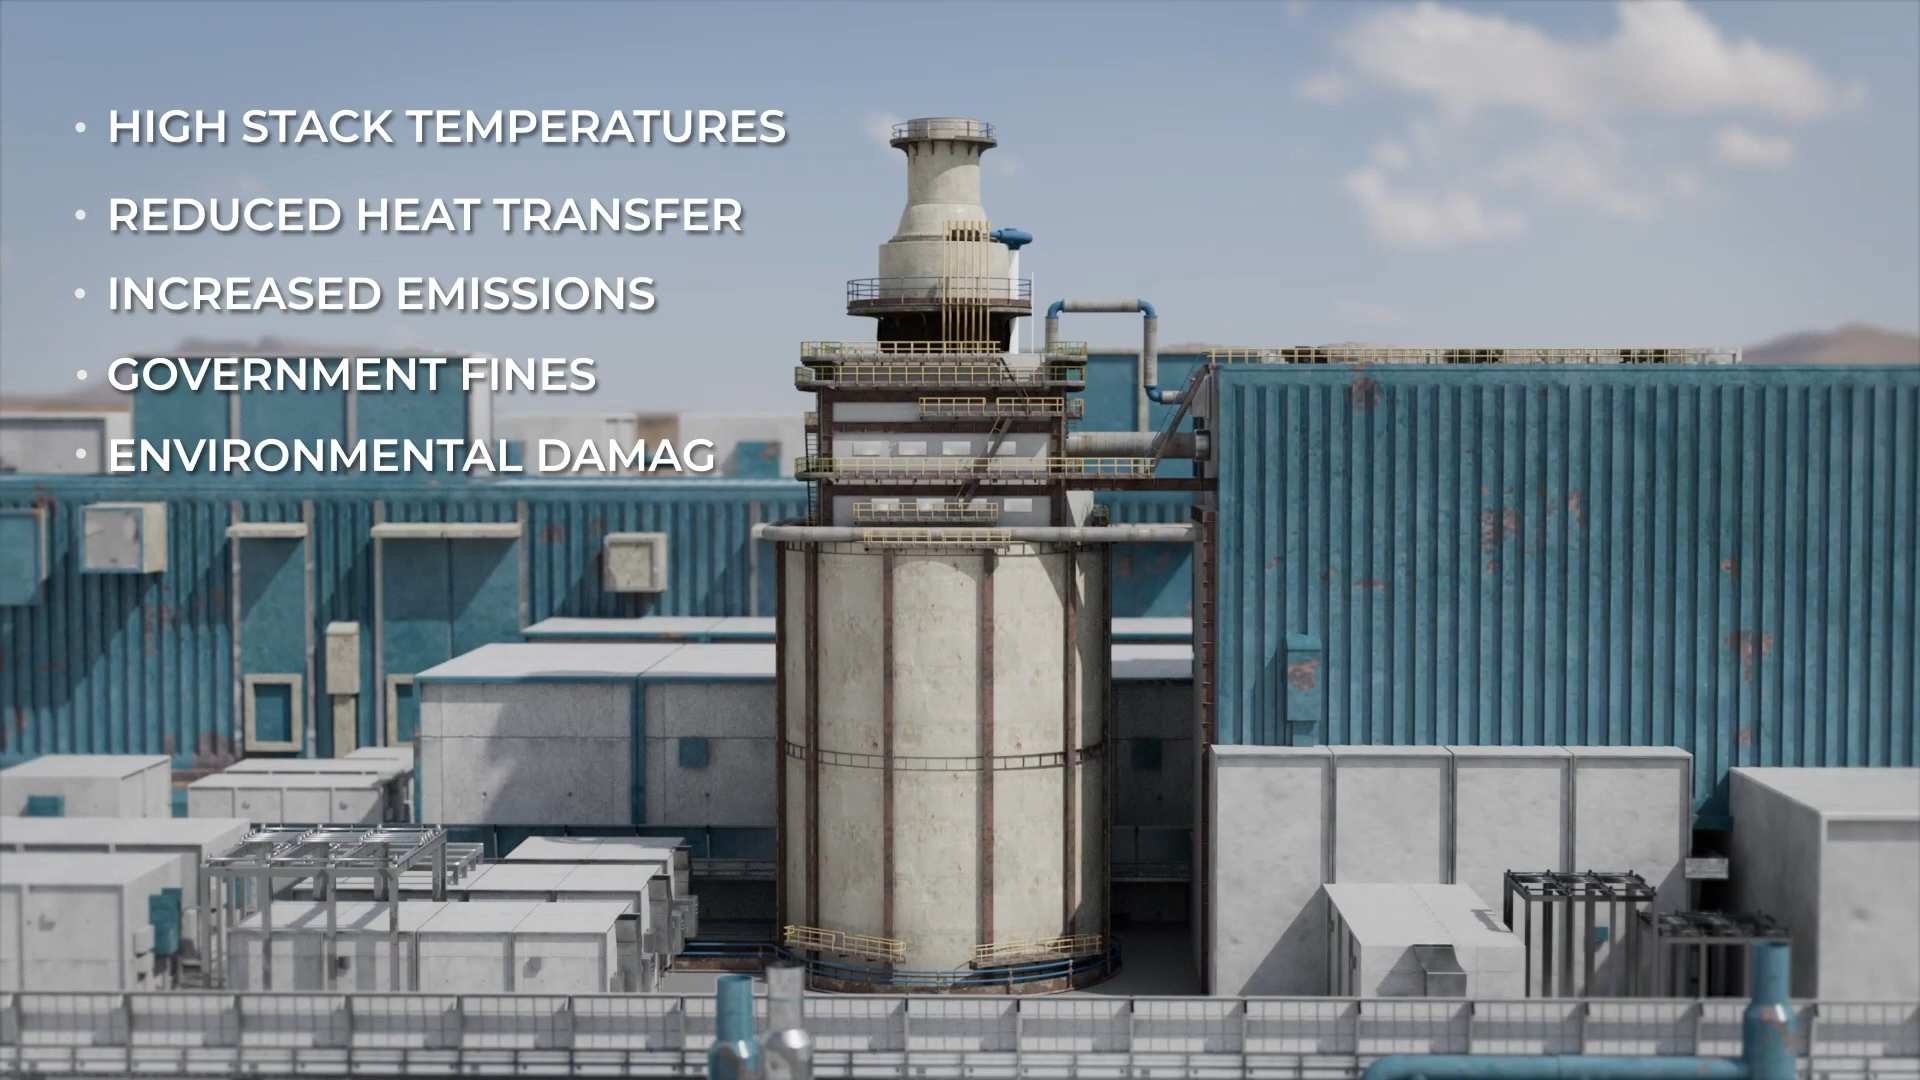 • HIGH STACK TEMPERATURES
• REDUCED HEAT TRANSFER
• INCREASED EMISSIONS
• GOVERNMENT FINES
• ENVIRONMENTAL DAMAG